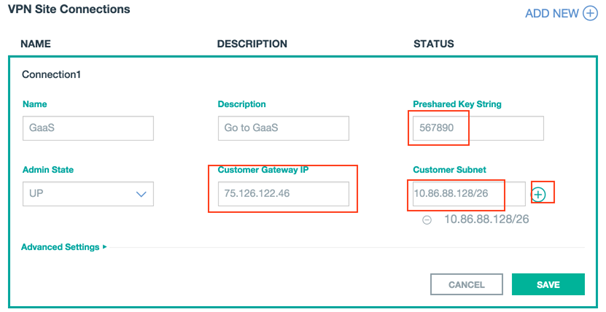 VPN Site Connections
ADD NEW
NAME DESCRIPTION STATUS
Connection1
Name Description Preshared Key String
GaaS Go to GaaS 567890
Admin State Customer Gateway IP Customer Subnet
UP 75.126.122.46 10.86.88.128/26
10.86.88.128/26
Advanced Settings
CANCEL SAVE